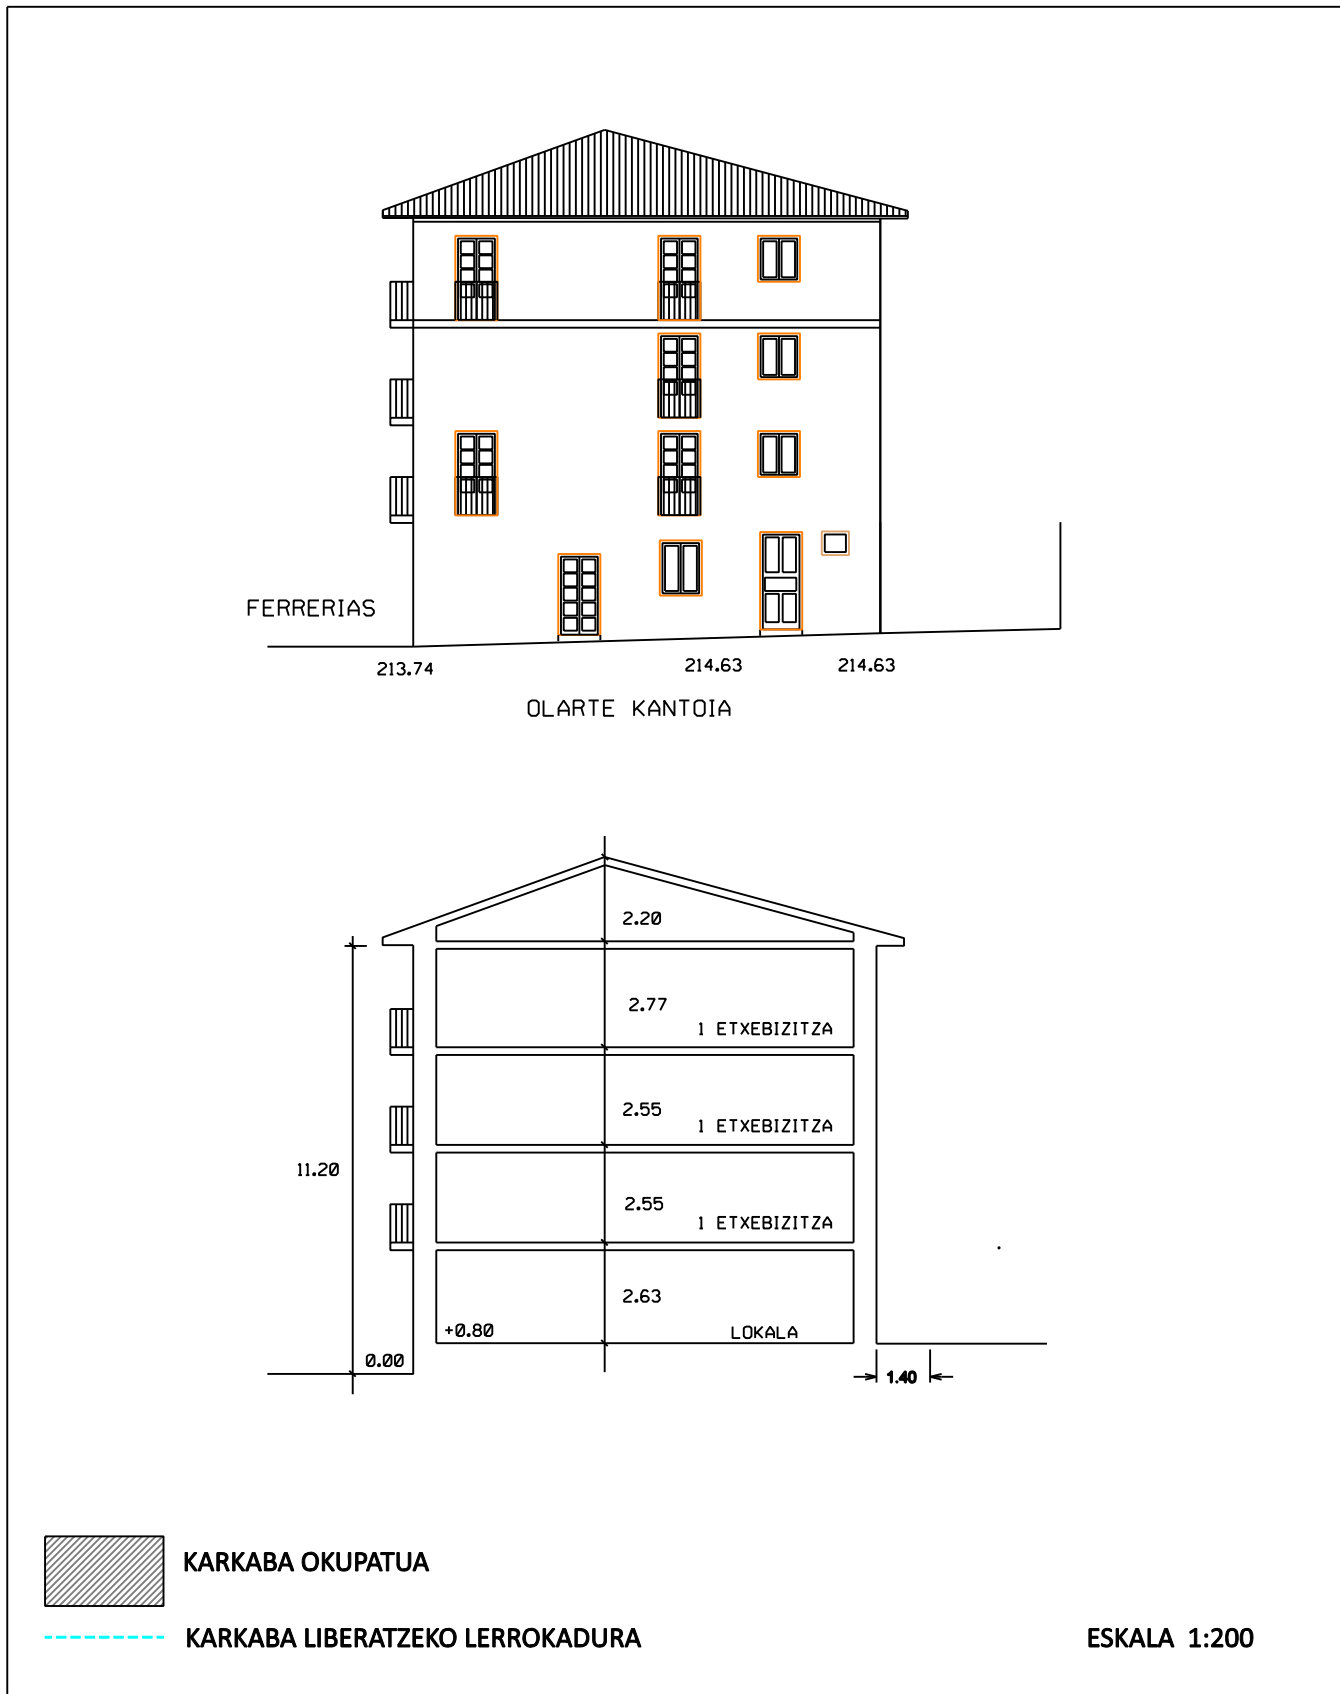 FERRERIAS
213.74 214.63 214.63
OLARTE KANTOIA
2.20
2.77
1 ETXEBIZITZA
2.55
1 ETXEBIZITZA
11.20
2.55
1 ETXEBIZITZA
2.63
+0.80 LOKALA
0.00
1.40
KARKABA OKUPATUA
KARKABA LIBERATZEKO LERROKADURA
ESKALA 1:200